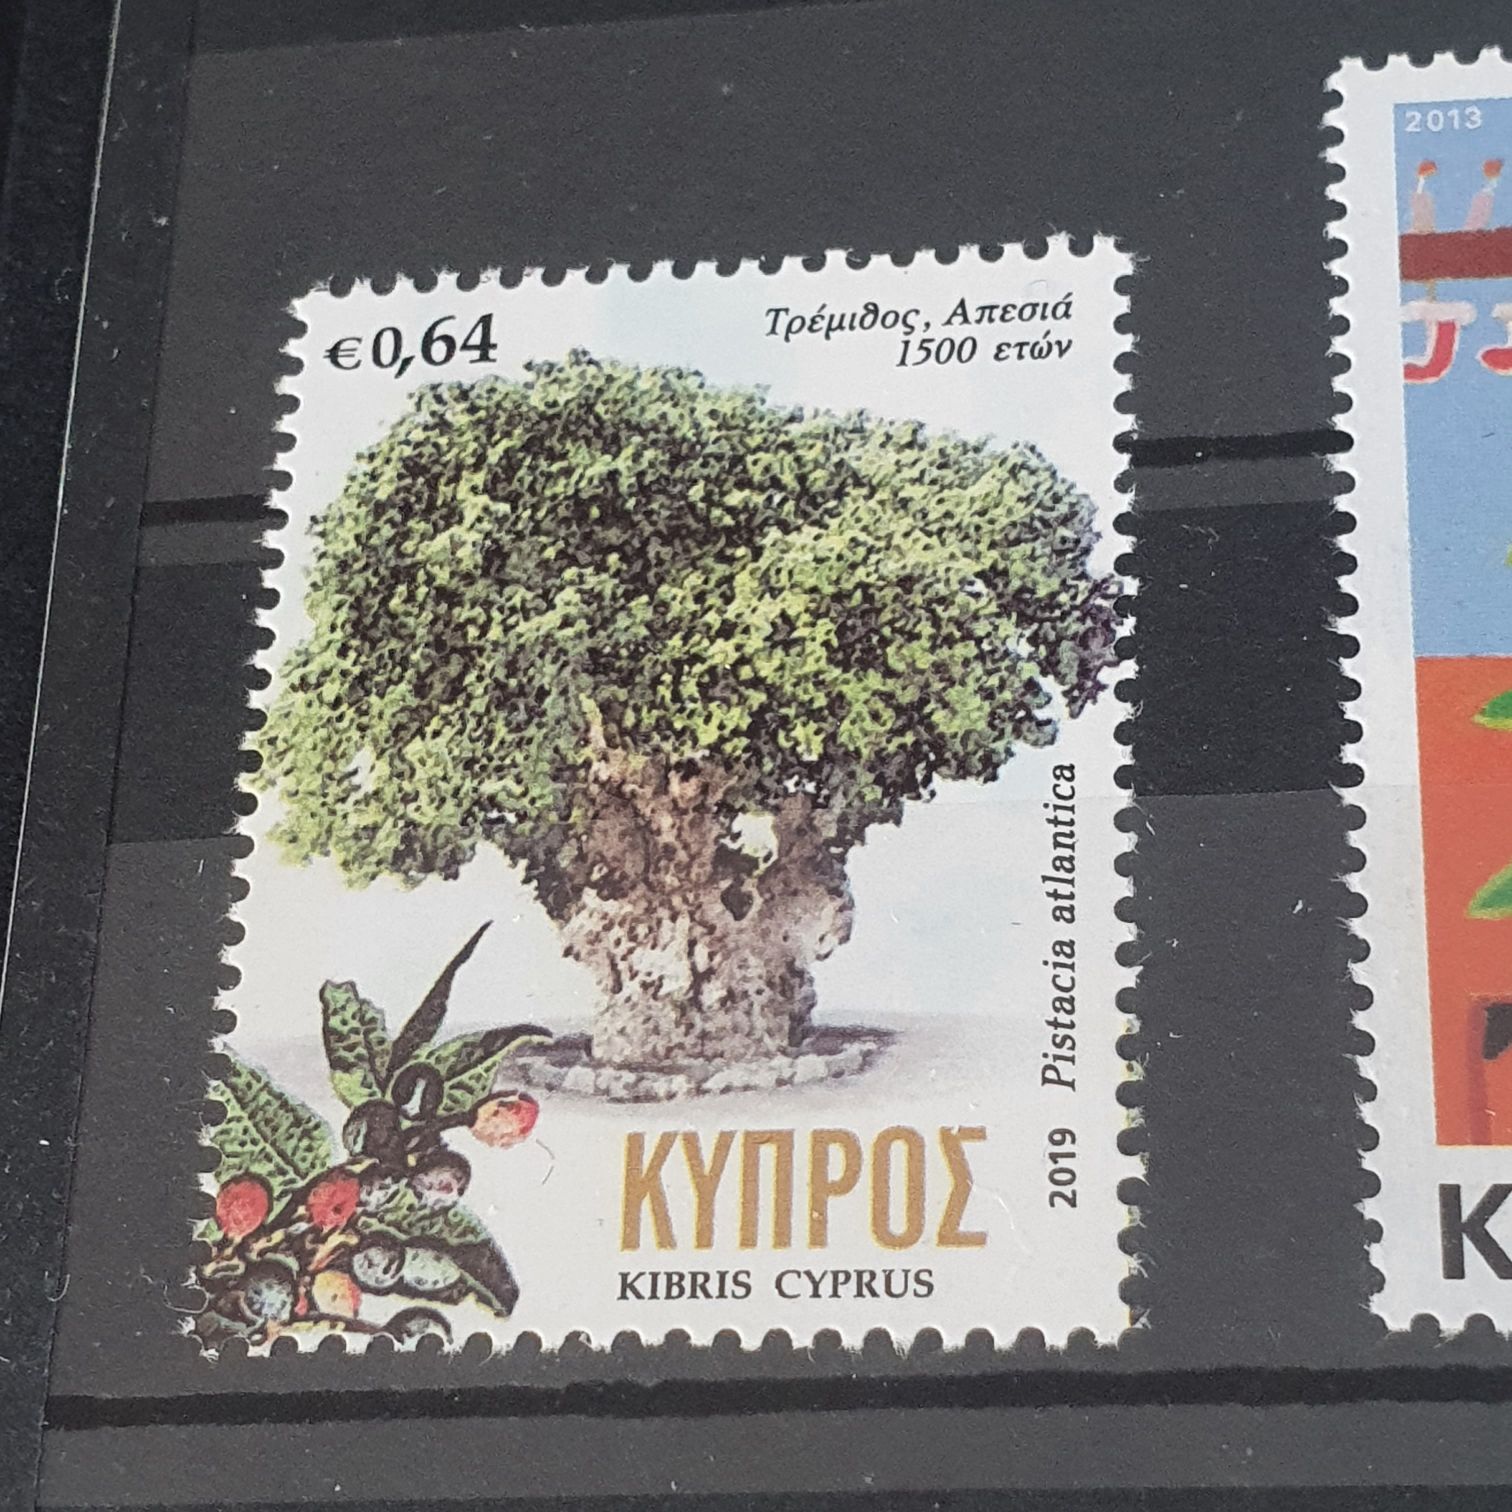 €0,64
Τρέμιθος, Απεσιά
1500 ετών
2019 Pistacia atlantica
ΚΥΠΡΟΣ
KIBRIS CYPRUS
2013